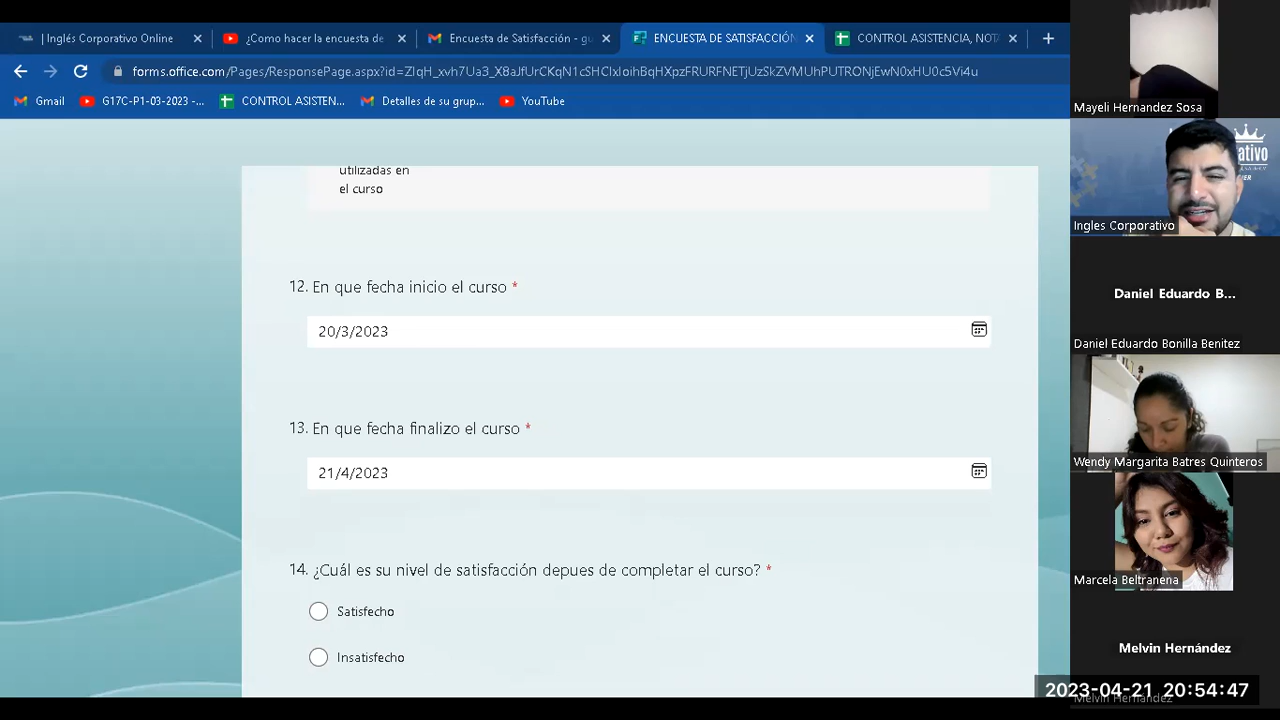 | Inglés Corporativo Online
¿Como hacer la encuesta de
Encuesta de Satisfacción - gu
ENCUESTA DE SATISFACCIÓN
CONTROL ASISTENCIA, NOTA
forms.office.com/Pages/ResponsePage.aspx?id=ZIqH_xvh7Ua3_X8aJfUrCKqN1cSHClxIoihBqHXpzFRURFNETjUzSkZVMUhPUTRONjEwN0xHU0c5Vi4u
Gmail
G17C-P1-03-2023 -...
CONTROL ASISTEN...
Detalles de su grup...
YouTube
utilizadas en
el curso
12. En que fecha inicio el curso *
20/3/2023
13. En que fecha finalizo el curso *
21/4/2023
14. ¿Cuál es su nivel de satisfacción depues de completar el curso? *
Satisfecho
Insatisfecho
Mayeli Hernandez Sosa
ativo
Ingles Corporativo
Daniel Eduardo B...
Daniel Eduardo Bonilla Benitez
Wendy Margarita Batres Quinteros
Marcela Beltranena
Melvin Hernández
2023-04-21 20:54:47
Melvin Hernández